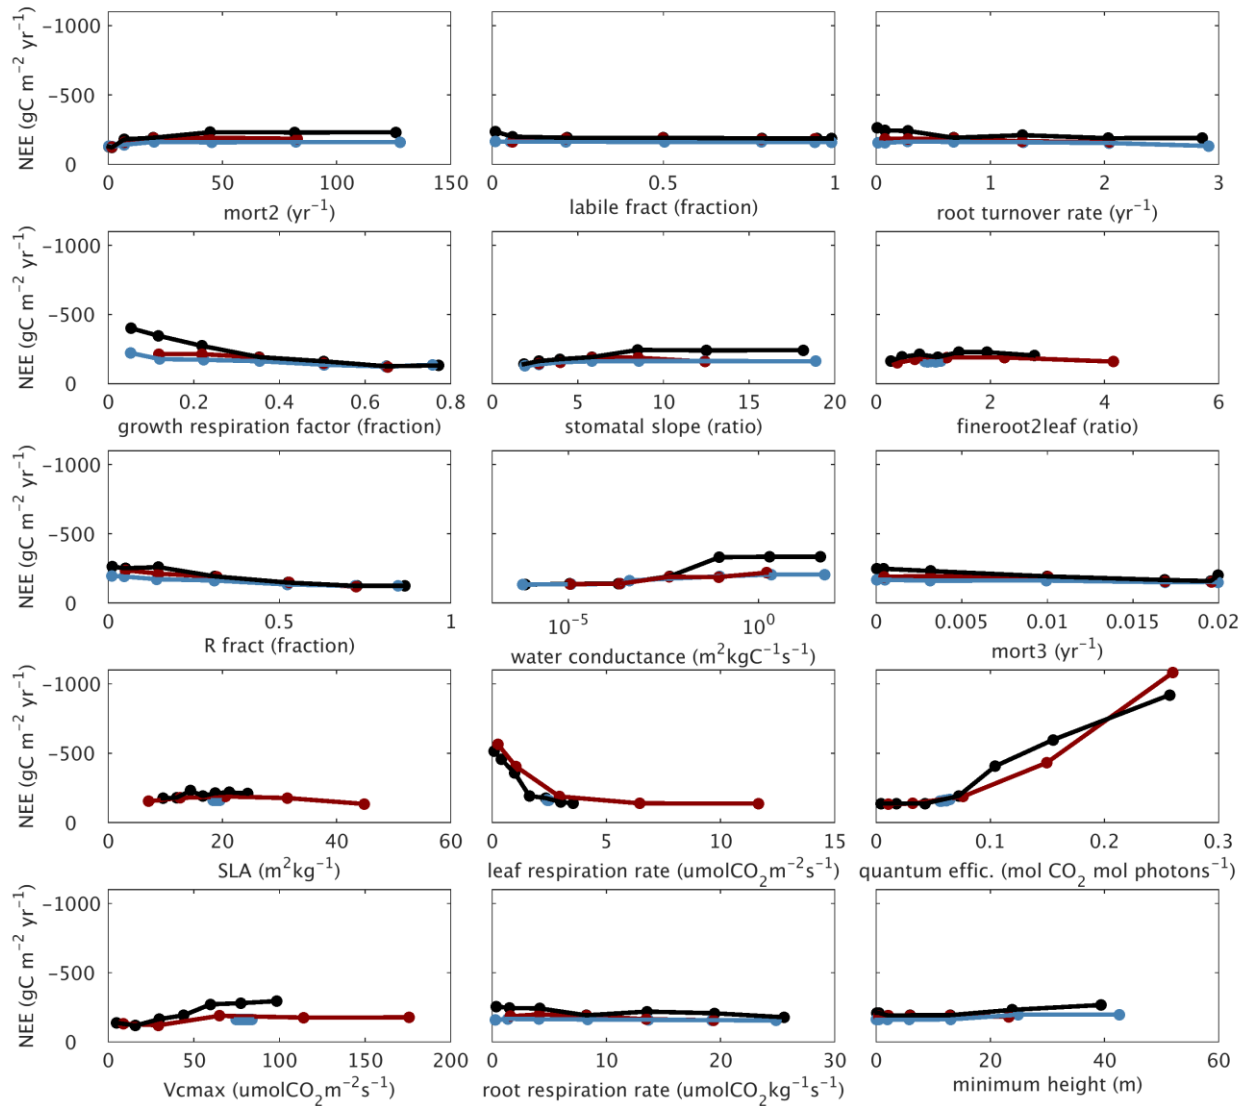 NEE (gC m⁻² yr⁻¹)
−1000
−500
0
0 50 100 150
mort2 (yr⁻¹)
0 0.5 1
labile fract (fraction)
0 1 2 3
root turnover rate (yr⁻¹)
NEE (gC m⁻² yr⁻¹)
−1000
−500
0
0 0.2 0.4 0.6 0.8
growth respiration factor (fraction)
0 5 10 15 20
stomatal slope (ratio)
0 2 4 6
fineroot2leaf (ratio)
NEE (gC m⁻² yr⁻¹)
−1000
−500
0
0 0.5 1
R fract (fraction)
10⁻⁵ 10⁰
water conductance (m²kgC⁻¹s⁻¹)
0 0.005 0.01 0.015 0.02
mort3 (yr⁻¹)
NEE (gC m⁻² yr⁻¹)
−1000
−500
0
0 20 40 60
SLA (m²kg⁻¹)
0 5 10 15
leaf respiration rate (umolCO₂m⁻²s⁻¹)
0 0.1 0.2 0.3
quantum effic. (mol CO₂ mol photons⁻¹)
NEE (gC m⁻² yr⁻¹)
−1000
−500
0
0 50 100 150 200
Vcmax (umolCO₂m⁻²s⁻¹)
0 10 20 30
root respiration rate (umolCO₂kg⁻¹s⁻¹)
0 20 40 60
minimum height (m)